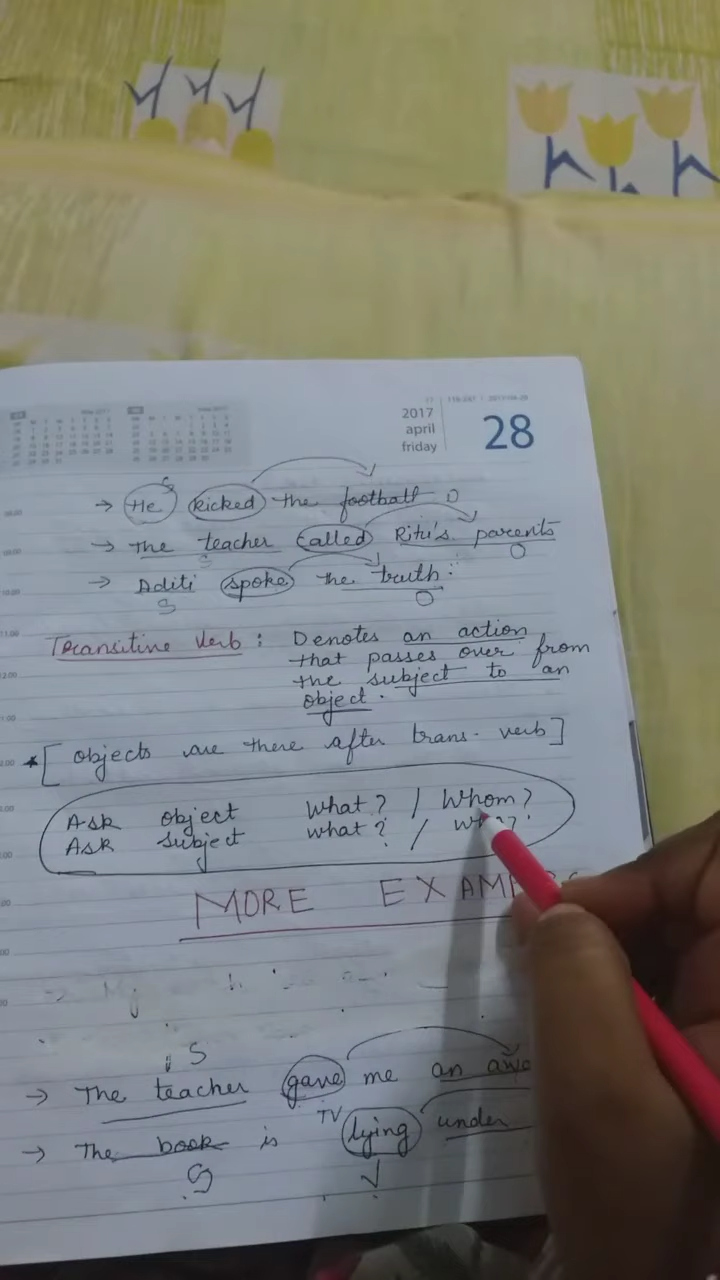 2017
april
friday
28
→ He kicked the football O
S
→ The teacher called Ritu's parents
S O
→ Aditi spoke the truth.
S O
Transitive Verb : Denotes an action
that passes over from
the subject to an
object.
★ [ objects are there after trans. verb ]
Ask object What? / Whom?
Ask subject what? /
MORE
S
→ The teacher gave me an
TV
→ The book is lying under
S